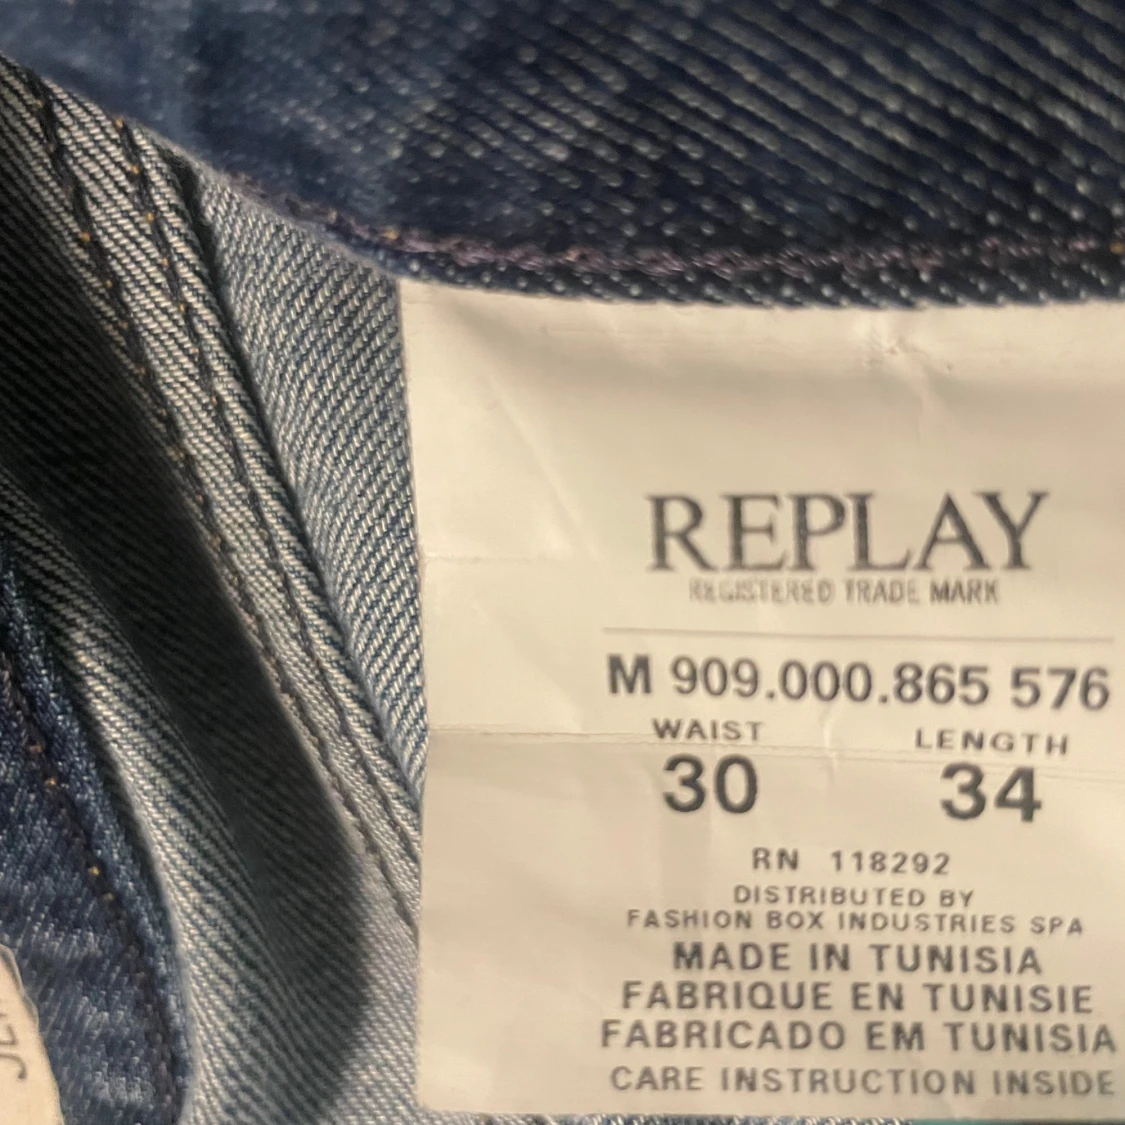 REPLAY
REGISTERED TRADE MARK
M 909.000.865 576
WAIST LENGTH
30 34
RN 118292
DISTRIBUTED BY
FASHION BOX INDUSTRIES SPA
MADE IN TUNISIA
FABRIQUE EN TUNISIE
FABRICADO EM TUNISIA
CARE INSTRUCTION INSIDE